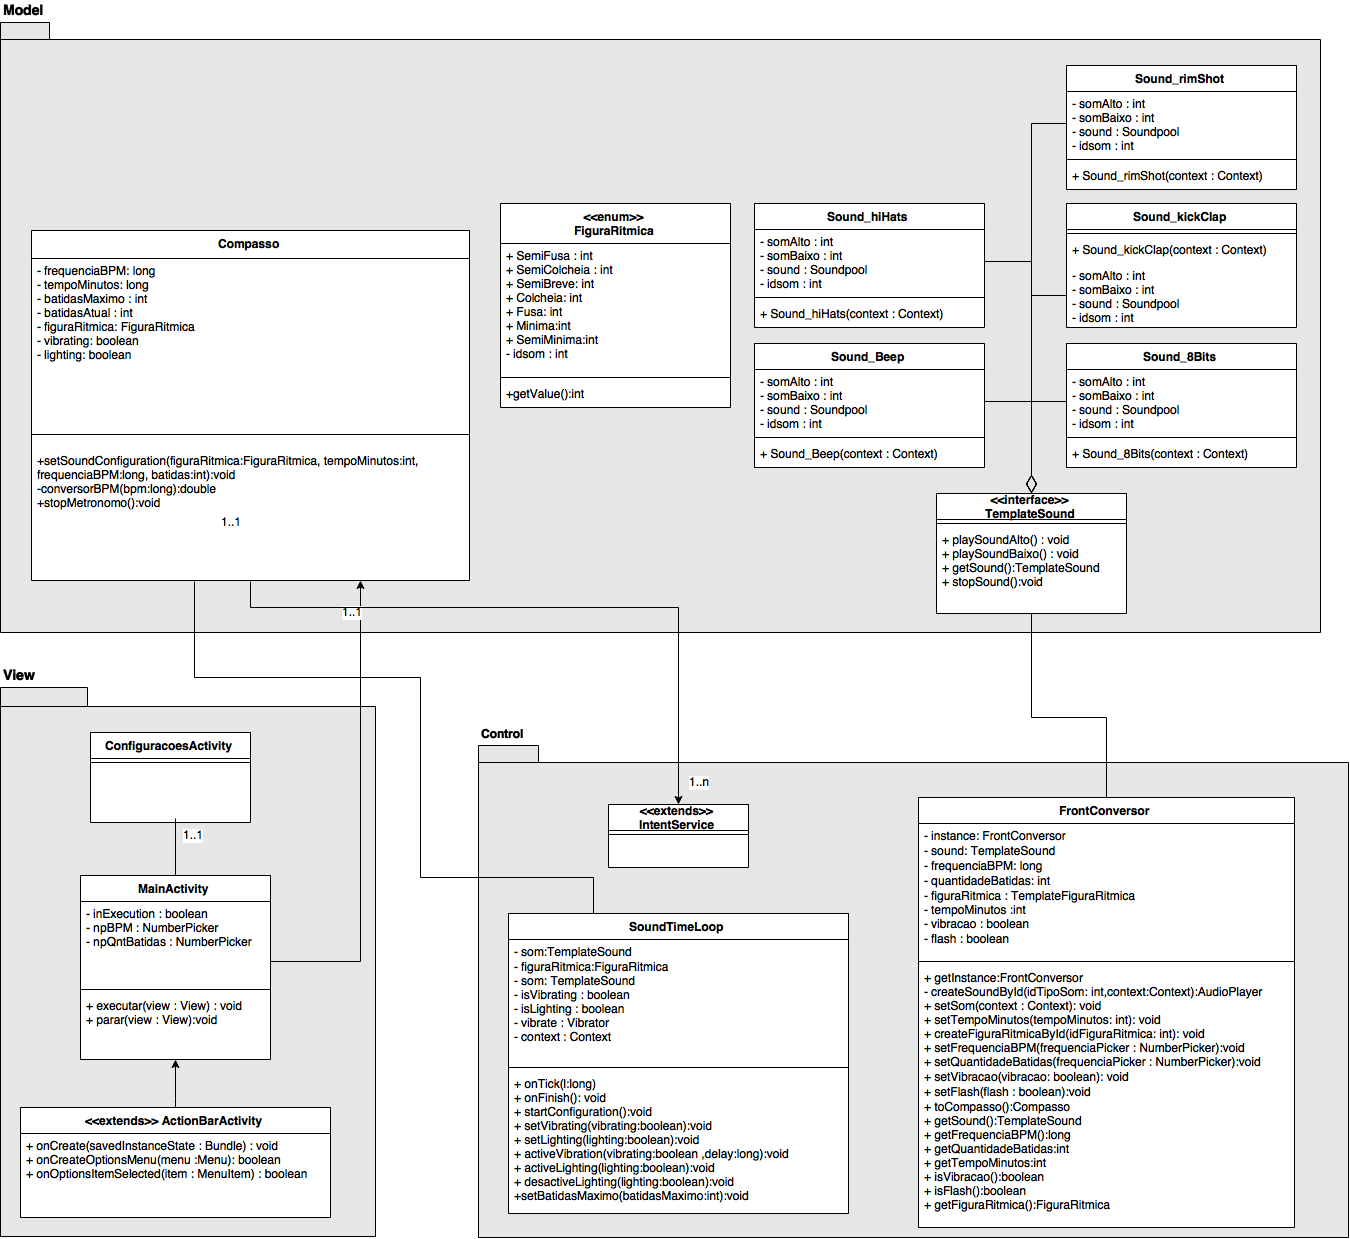 Model
Sound_rimShot
- somAlto : int
- somBaixo : int
- sound : Soundpool
- idsom : int
+ Sound_rimShot(context : Context)
Compasso
- frequenciaBPM: long
- tempoMinutos: long
- batidasMaximo : int
- batidasAtual : int
- figuraRitmica: FiguraRitmica
- vibrating: boolean
- lighting: boolean
+setSoundConfiguration(figuraRitmica:FiguraRitmica, tempoMinutos:int,
frequenciaBPM:long, batidas:int):void
-conversorBPM(bpm:long):double
+stopMetronomo():void
1..1
<<enum>>
FiguraRitmica
+ SemiFusa : int
+ SemiColcheia : int
+ SemiBreve: int
+ Colcheia: int
+ Fusa: int
+ Minima:int
+ SemiMinima:int
- idsom : int
+getValue():int
Sound_hiHats
- somAlto : int
- somBaixo : int
- sound : Soundpool
- idsom : int
+ Sound_hiHats(context : Context)
Sound_kickClap
+ Sound_kickClap(context : Context)
- somAlto : int
- somBaixo : int
- sound : Soundpool
- idsom : int
Sound_Beep
- somAlto : int
- somBaixo : int
- sound : Soundpool
- idsom : int
+ Sound_Beep(context : Context)
Sound_8Bits
- somAlto : int
- somBaixo : int
- sound : Soundpool
- idsom : int
+ Sound_8Bits(context : Context)
<<interface>>
TemplateSound
+ playSoundAlto() : void
+ playSoundBaixo() : void
+ getSound():TemplateSound
+ stopSound():void
1..1
View
ConfiguracoesActivity
1..1
MainActivity
- inExecution : boolean
- npBPM : NumberPicker
- npQntBatidas : NumberPicker
+ executar(view : View) : void
+ parar(view : View):void
<<extends>> ActionBarActivity
+ onCreate(savedInstanceState : Bundle) : void
+ onCreateOptionsMenu(menu :Menu): boolean
+ onOptionsItemSelected(item : MenuItem) : boolean
Control
1..n
<<extends>>
IntentService
SoundTimeLoop
- som:TemplateSound
- figuraRitmica:FiguraRitmica
- som: TemplateSound
- isVibrating : boolean
- isLighting : boolean
- vibrate : Vibrator
- context : Context
+ onTick(l:long)
+ onFinish(): void
+ startConfiguration():void
+ setVibrating(vibrating:boolean):void
+ setLighting(lighting:boolean):void
+ activeVibration(vibrating:boolean ,delay:long):void
+ activeLighting(lighting:boolean):void
+ desactiveLighting(lighting:boolean):void
+setBatidasMaximo(batidasMaximo:int):void
FrontConversor
- instance: FrontConversor
- sound: TemplateSound
- frequenciaBPM: long
- quantidadeBatidas: int
- figuraRitmica : TemplateFiguraRitmica
- tempoMinutos :int
- vibracao : boolean
- flash : boolean
+ getInstance:FrontConversor
- createSoundById(idTipoSom: int,context:Context):AudioPlayer
+ setSom(context : Context): void
+ setTempoMinutos(tempoMinutos: int): void
+ createFiguraRitmicaById(idFiguraRitmica: int): void
+ setFrequenciaBPM(frequenciaPicker : NumberPicker):void
+ setQuantidadeBatidas(frequenciaPicker : NumberPicker):void
+ setVibracao(vibracao: boolean): void
+ setFlash(flash : boolean):void
+ toCompasso():Compasso
+ getSound():TemplateSound
+ getFrequenciaBPM():long
+ getQuantidadeBatidas:int
+ getTempoMinutos:int
+ isVibracao():boolean
+ isFlash():boolean
+ getFiguraRitmica():FiguraRitmica